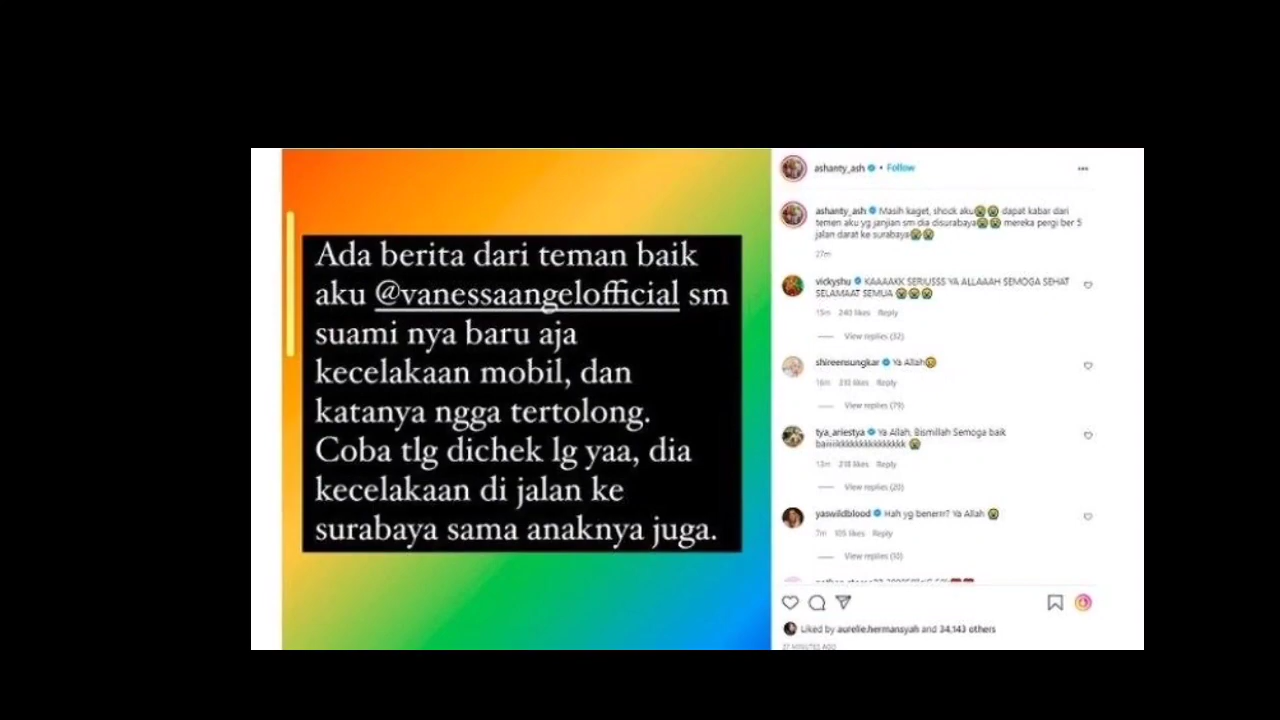 Ada berita dari teman baik
aku @vanessaangelofficial sm
suami nya baru aja
kecelakaan mobil, dan
katanya ngga tertolong.
Coba tlg dichek lg yaa, dia
kecelakaan di jalan ke
surabaya sama anaknya juga.
ashanty_ash • Follow
ashanty_ash Masih kaget, shock aku😭😭 dapat kabar dari
temen aku yg janjian sm dia disurabaya😭😭 mereka pergi ber 5
jalan darat ke surabaya😭😭
27m
vickyshu KAAAAKK SERIUSSS YA ALLAAAH SEMOGA SEHAT
SELAMAAT SEMUA 😭😭😭
15m 240 likes Reply
View replies (32)
shireensungkar Ya Allah😢
16m 310 likes Reply
View replies (79)
tya_ariestya Ya Allah, Bismillah Semoga baik
13m 218 likes Reply
View replies (20)
yaswildblood Hah yg benerrr? Ya Allah 😭
7m 105 likes Reply
View replies (10)
Liked by aurelie.hermansyah and 34,143 others
27 MINUTES AGO